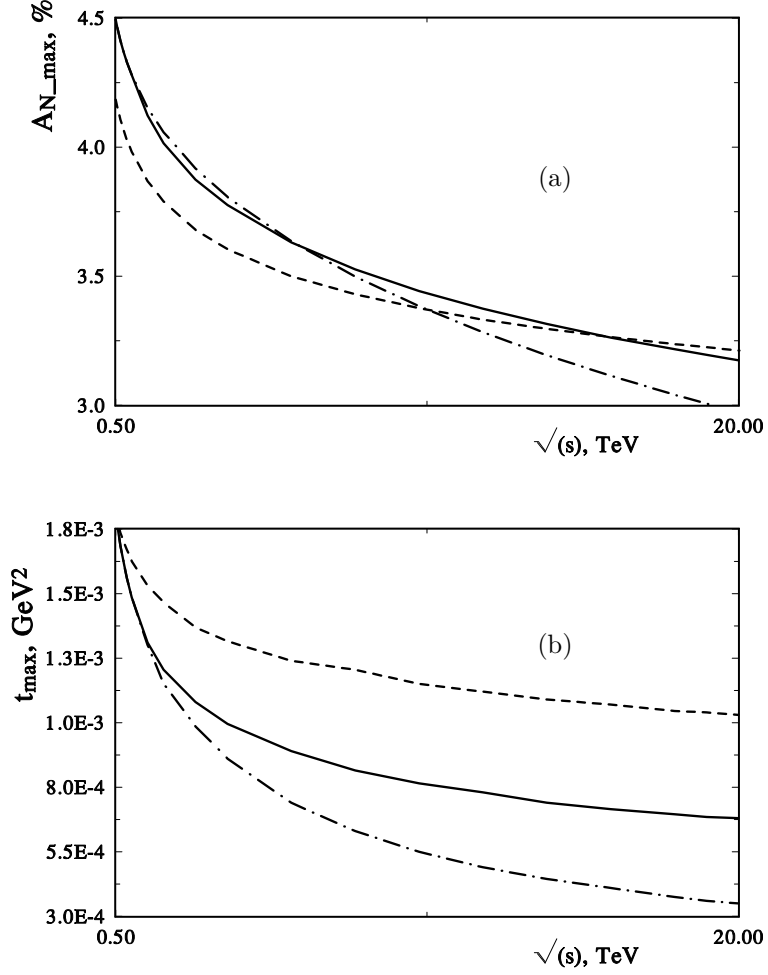 A_N_max, %
4.5
4.0
3.5
3.0
(a)
0.50
20.00
√(s), TeV
t_max, GeV2
1.8E-3
1.5E-3
1.3E-3
1.0E-3
8.0E-4
5.5E-4
3.0E-4
(b)
0.50
20.00
√(s), TeV